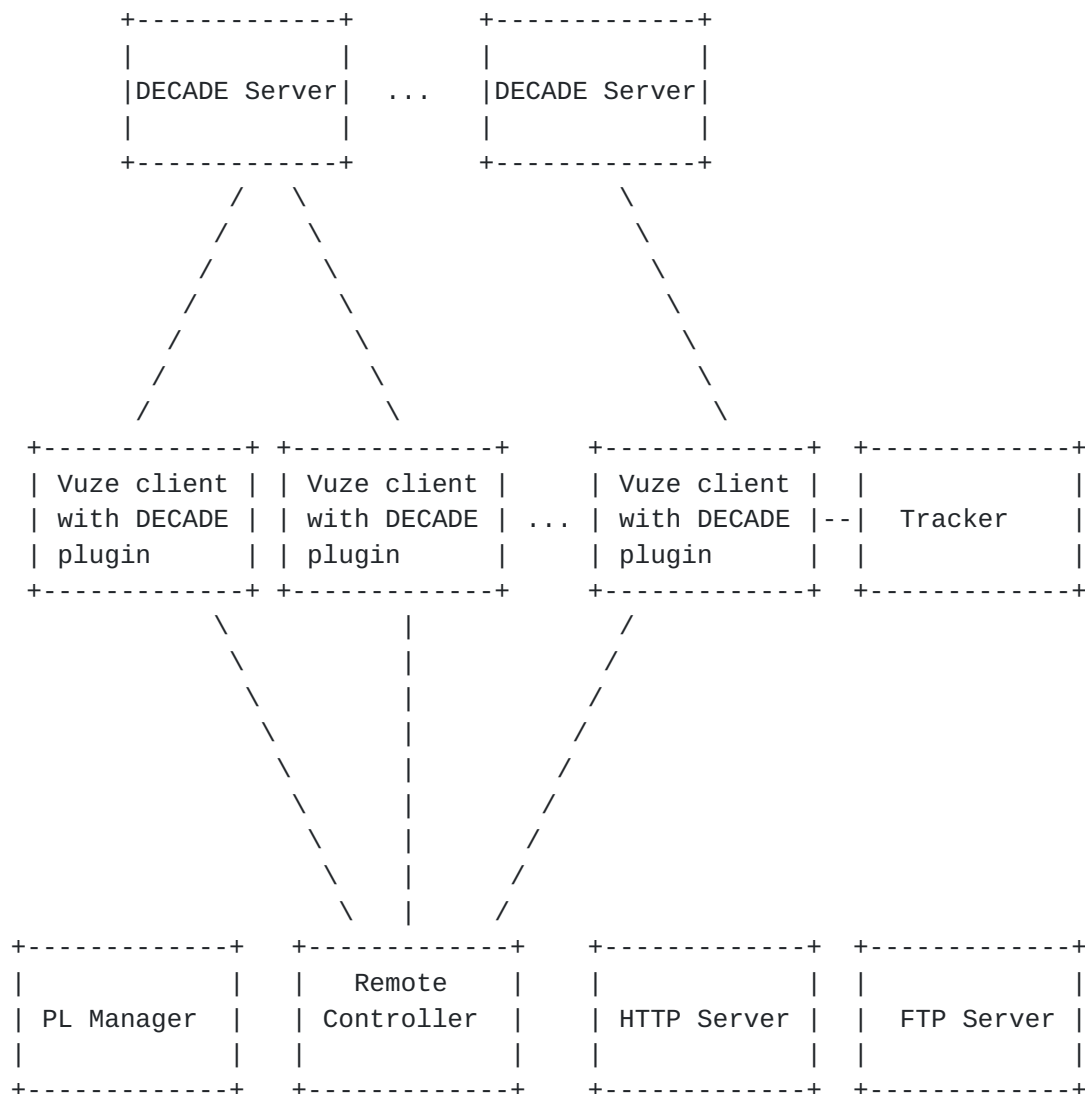 DECADE Server ... DECADE Server
Vuze client Vuze client Vuze client
with DECADE with DECADE ... with DECADE Tracker
plugin plugin plugin
Remote
PL Manager Controller HTTP Server FTP Server